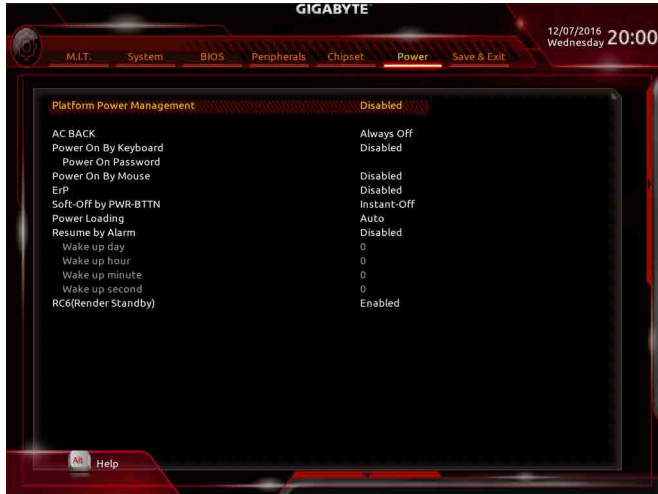 GIGABYTE
12/07/2016
Wednesday 20:00
M.I.T. System BIOS Peripherals Chipset Power Save & Exit
Platform Power Management Disabled
AC BACK Always Off
Power On By Keyboard Disabled
Power On Password
Power On By Mouse Disabled
ErP Disabled
Soft-Off by PWR-BTTN Instant-Off
Power Loading Auto
Resume by Alarm Disabled
Wake up day 0
Wake up hour 0
Wake up minute 0
Wake up second 0
RC6(Render Standby) Enabled
Alt Help